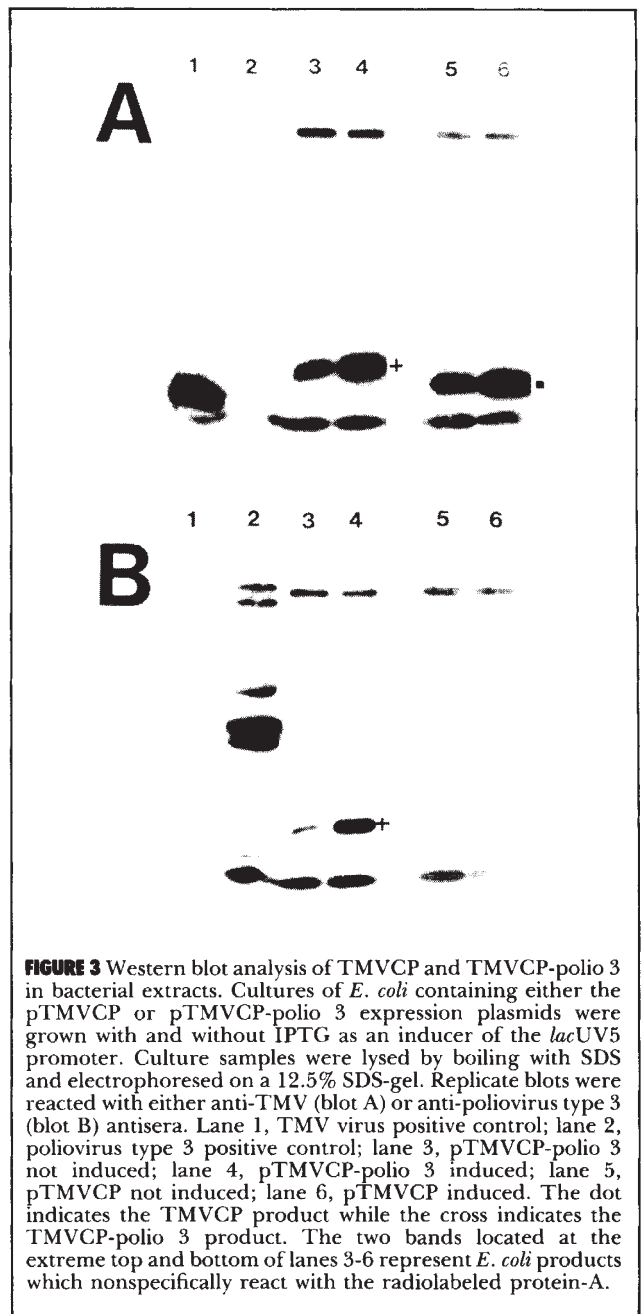 1 2 3 4 5 6
A
+
1 2 3 4 5 6
B
+
FIGURE 3 Western blot analysis of TMVCP and TMVCP-polio 3
in bacterial extracts. Cultures of E. coli containing either the
pTMVCP or pTMVCP-polio 3 expression plasmids were
grown with and without IPTG as an inducer of the lacUV5
promoter. Culture samples were lysed by boiling with SDS
and electrophoresed on a 12.5% SDS-gel. Replicate blots were
reacted with either anti-TMV (blot A) or anti-poliovirus type 3
(blot B) antisera. Lane 1, TMV virus positive control; lane 2,
poliovirus type 3 positive control; lane 3, pTMVCP-polio 3
not induced; lane 4, pTMVCP-polio 3 induced; lane 5,
pTMVCP not induced; lane 6, pTMVCP induced. The dot
indicates the TMVCP product while the cross indicates the
TMVCP-polio 3 product. The two bands located at the
extreme top and bottom of lanes 3-6 represent E. coli products
which nonspecifically react with the radiolabeled protein-A.